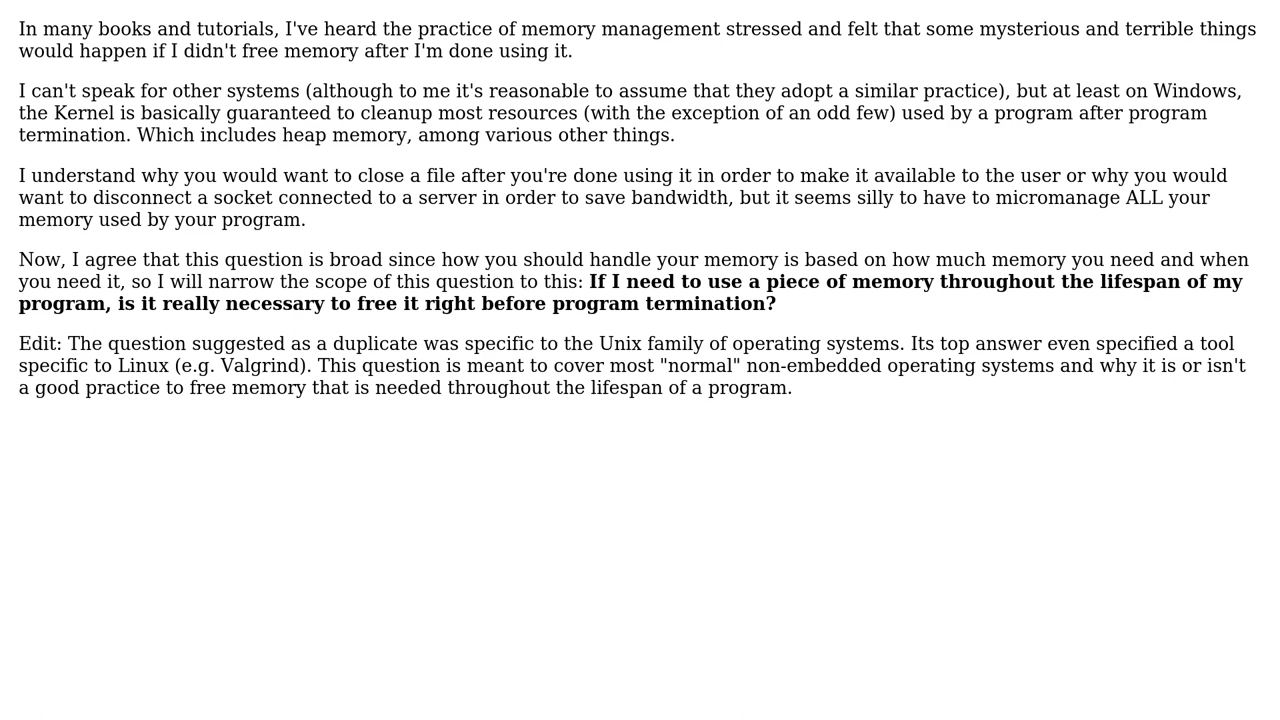 In many books and tutorials, I've heard the practice of memory management stressed and felt that some mysterious and terrible things
would happen if I didn't free memory after I'm done using it.
I can't speak for other systems (although to me it's reasonable to assume that they adopt a similar practice), but at least on Windows,
the Kernel is basically guaranteed to cleanup most resources (with the exception of an odd few) used by a program after program
termination. Which includes heap memory, among various other things.
I understand why you would want to close a file after you're done using it in order to make it available to the user or why you would
want to disconnect a socket connected to a server in order to save bandwidth, but it seems silly to have to micromanage ALL your
memory used by your program.
Now, I agree that this question is broad since how you should handle your memory is based on how much memory you need and when
you need it, so I will narrow the scope of this question to this: If I need to use a piece of memory throughout the lifespan of my
program, is it really necessary to free it right before program termination?
Edit: The question suggested as a duplicate was specific to the Unix family of operating systems. Its top answer even specified a tool
specific to Linux (e.g. Valgrind). This question is meant to cover most "normal" non-embedded operating systems and why it is or isn't
a good practice to free memory that is needed throughout the lifespan of a program.